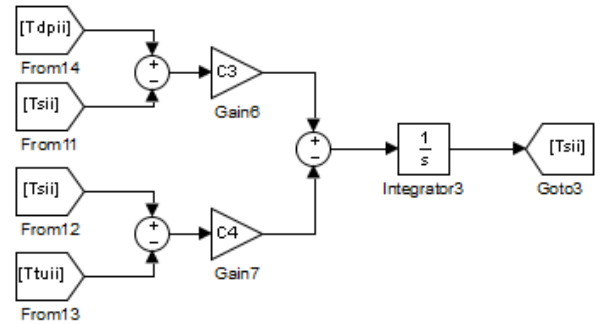 [Tdpii]
From14
[Tsii]
From11
+
−
C3
Gain6
[Tsii]
From12
[Ttuii]
From13
+
−
C4
Gain7
+
−
1
s
Integrator3
[Tsii]
Goto3